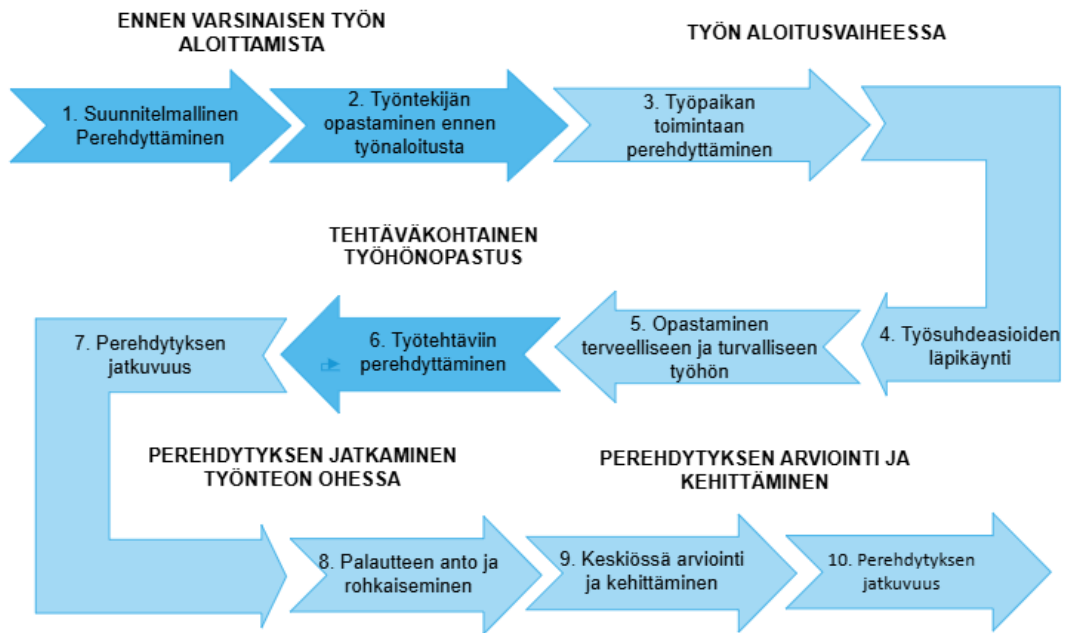 ENNEN VARSINAISEN TYÖN
ALOITTAMISTA
TYÖN ALOITUSVAIHEESSA
1. Suunnitelmallinen
Perehdyttäminen
2. Työntekijän
opastaminen ennen
työnaloitusta
3. Työpaikan
toimintaan
perehdyttäminen
4. Työsuhdeasioiden
läpikäynti
5. Opastaminen
terveelliseen ja turvalliseen
työhön
TEHTÄVÄKOHTAINEN
TYÖHÖNOPASTUS
6. Työtehtäviin
perehdyttäminen
7. Perehdytyksen
jatkuvuus
PEREHDYTYKSEN JATKAMINEN
TYÖNTEON OHESSA
8. Palautteen anto ja
rohkaiseminen
PEREHDYTYKSEN ARVIOINTI JA
KEHITTÄMINEN
9. Keskiössä arviointi
ja kehittäminen
10. Perehdytyksen
jatkuvuus